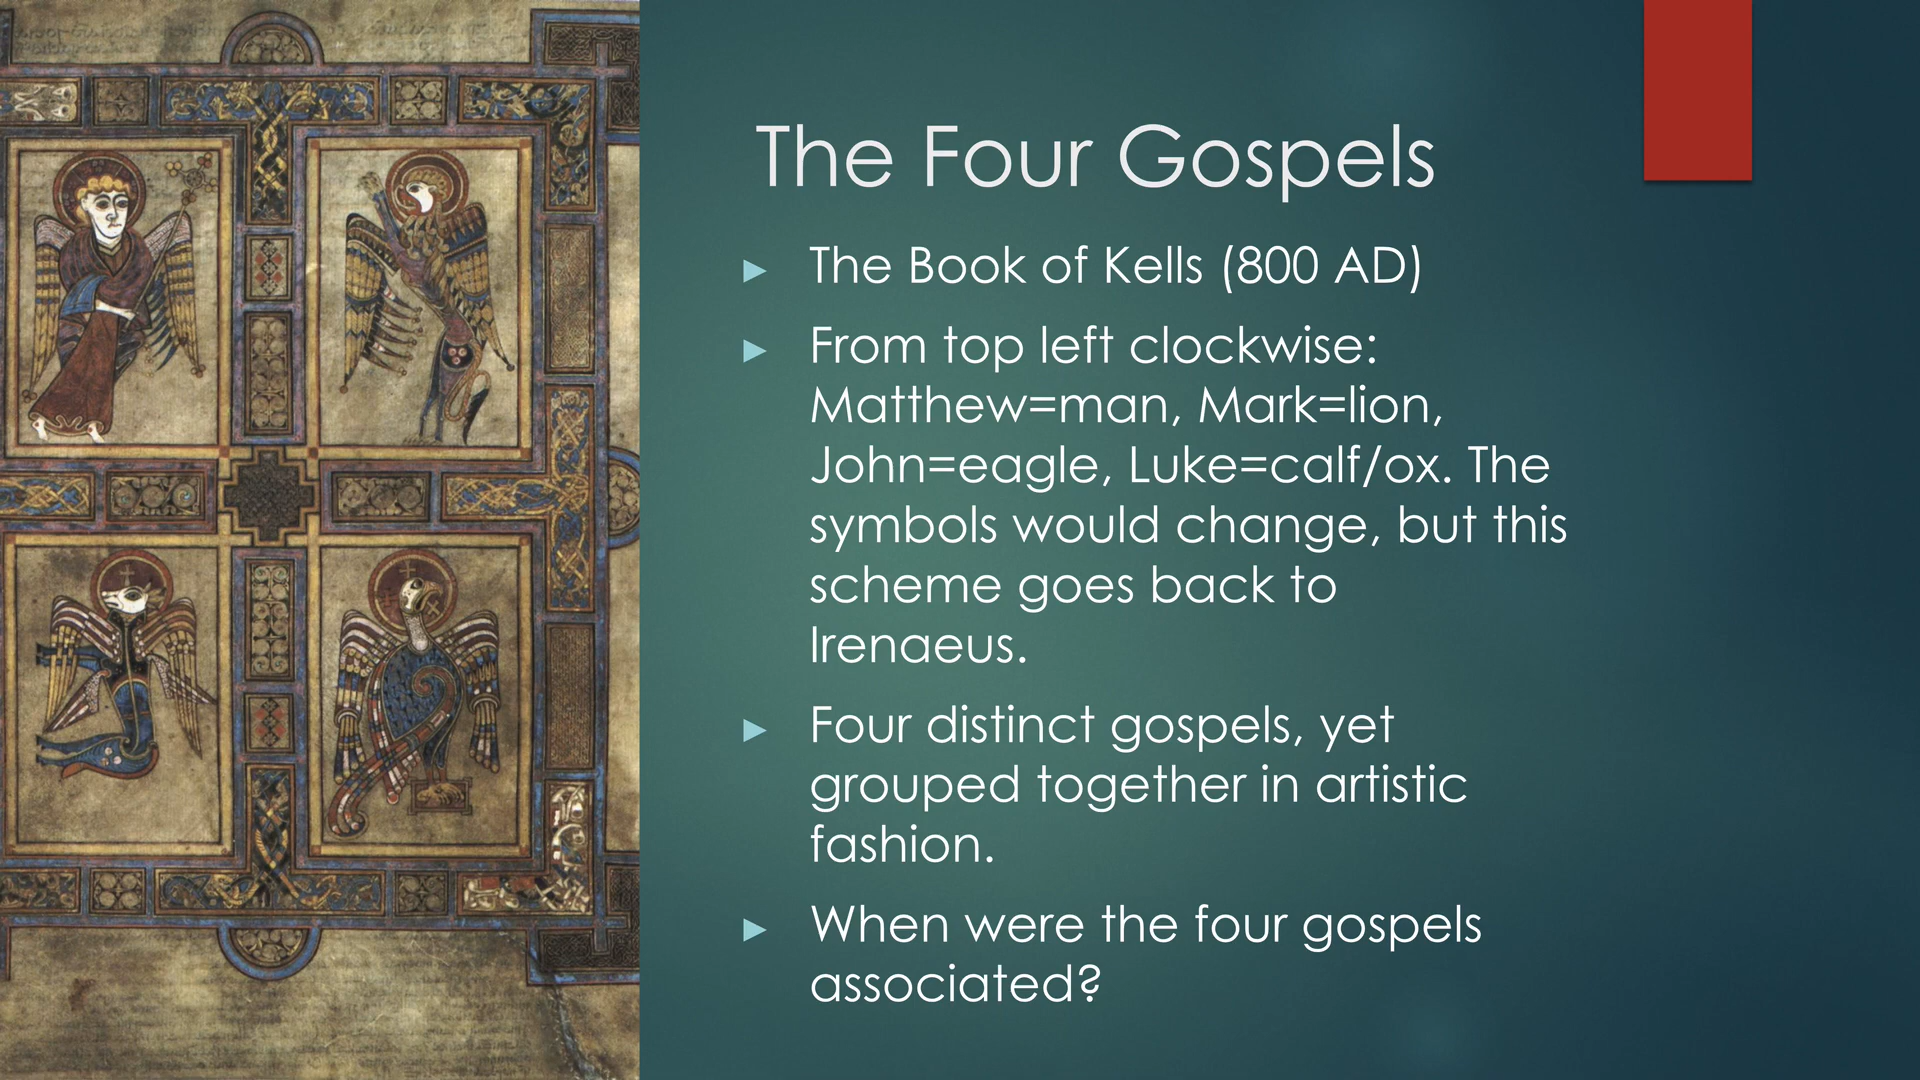 The Four Gospels
► The Book of Kells (800 AD)
► From top left clockwise:
Matthew=man, Mark=lion,
John=eagle, Luke=calf/ox. The
symbols would change, but this
scheme goes back to
Irenaeus.
► Four distinct gospels, yet
grouped together in artistic
fashion.
► When were the four gospels
associated?